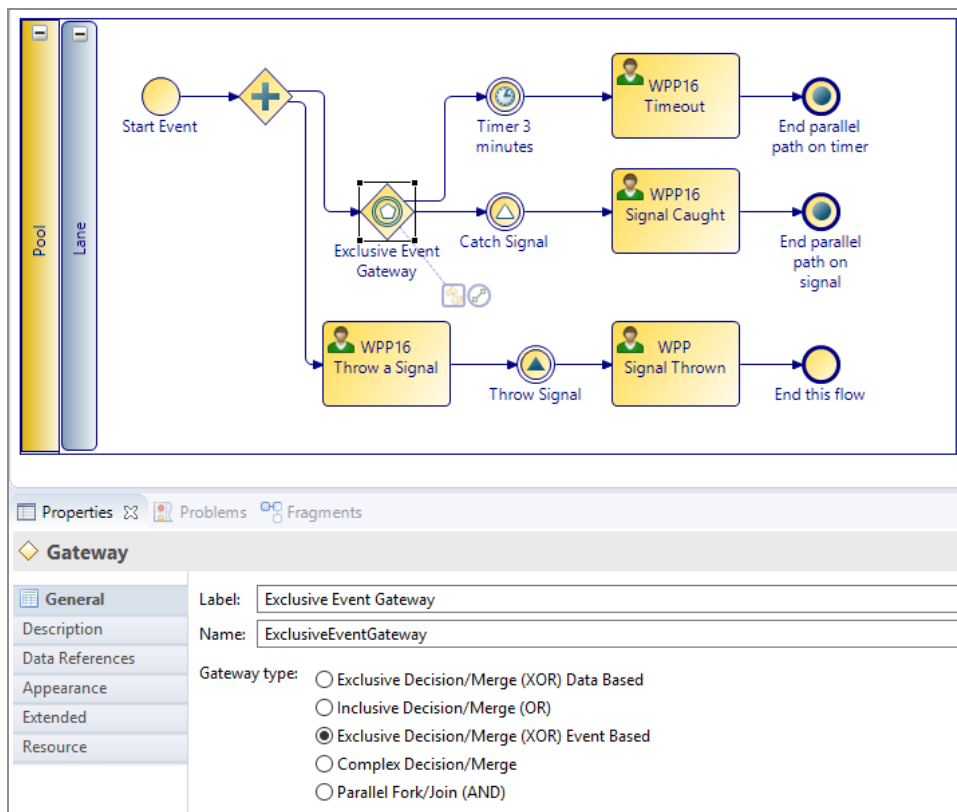 Pool
Lane
Start Event
Timer 3
minutes
WPP16
Timeout
End parallel
path on timer
Exclusive Event
Gateway
Catch Signal
WPP16
Signal Caught
End parallel
path on
signal
WPP16
Throw a Signal
Throw Signal
WPP
Signal Thrown
End this flow
Properties Problems Fragments
Gateway
General
Description
Data References
Appearance
Extended
Resource
Label: Exclusive Event Gateway
Name: ExclusiveEventGateway
Gateway type:
Exclusive Decision/Merge (XOR) Data Based
Inclusive Decision/Merge (OR)
Exclusive Decision/Merge (XOR) Event Based
Complex Decision/Merge
Parallel Fork/Join (AND)